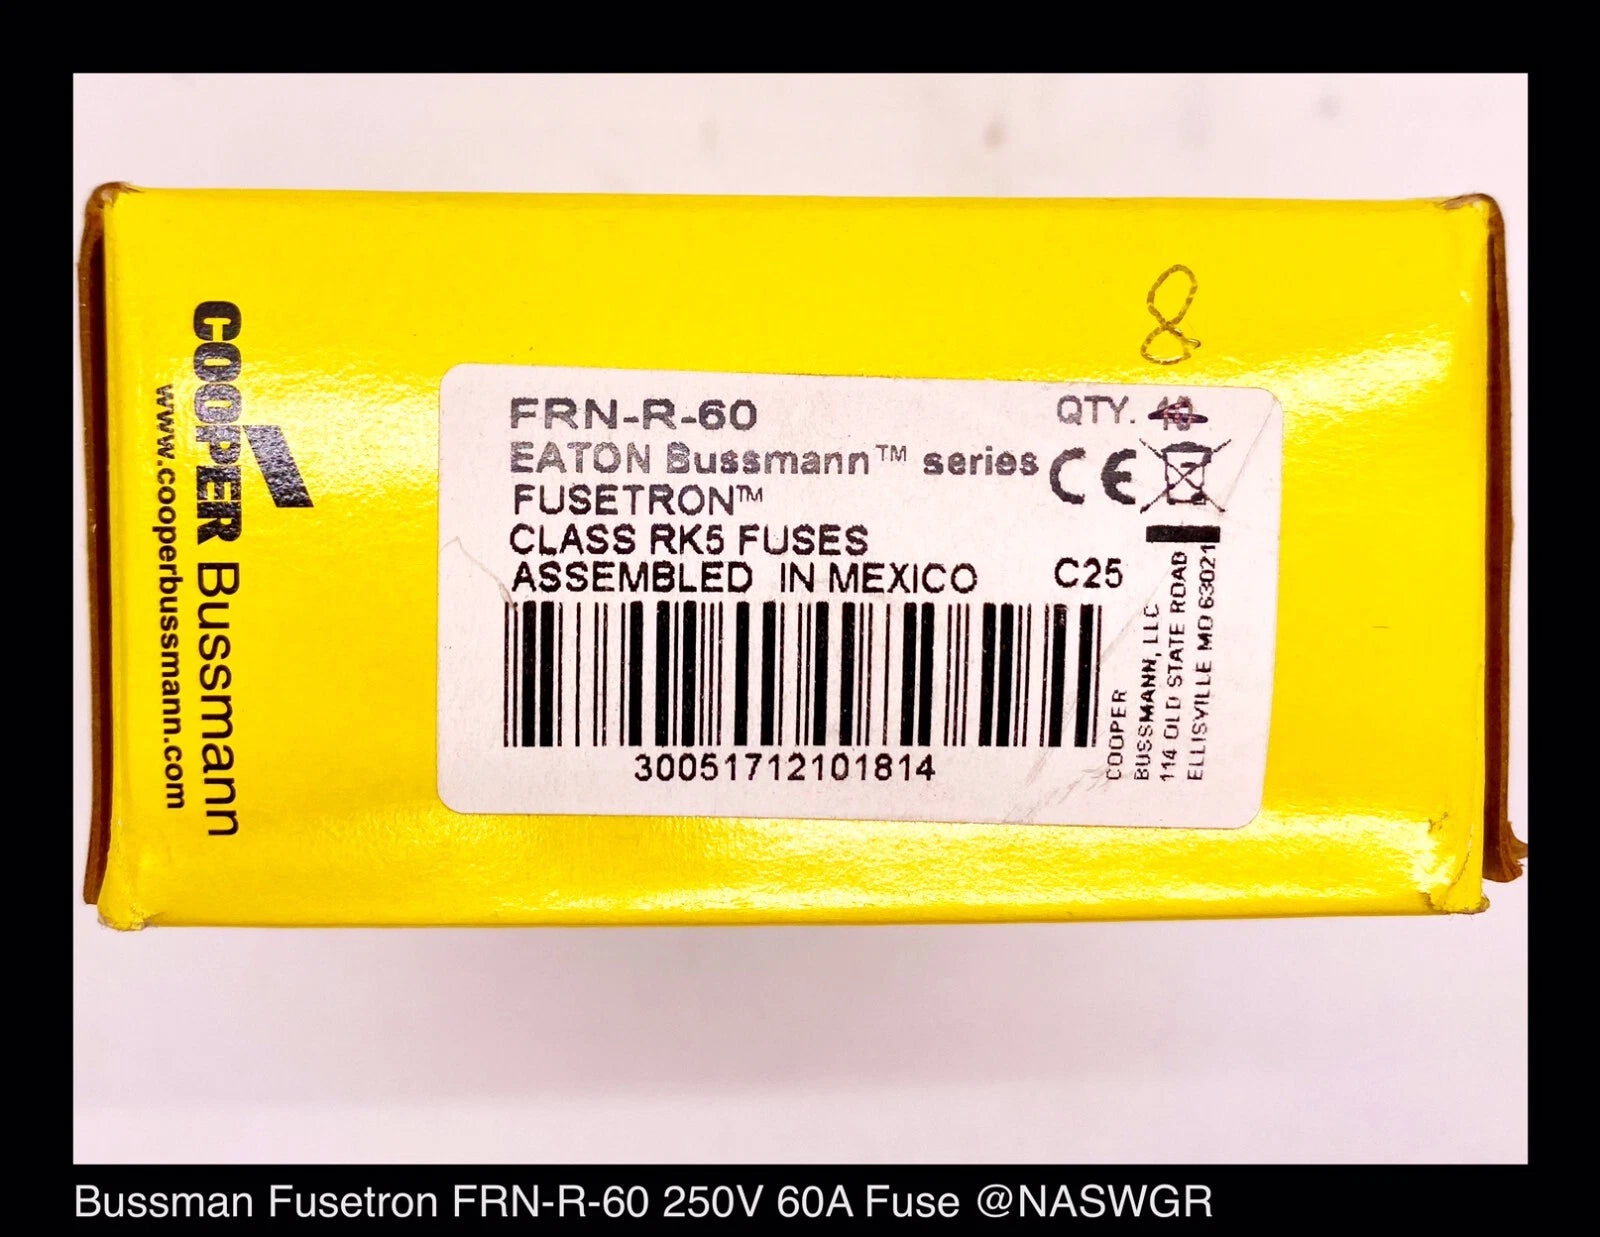 COOPER Bussmann
www.cooperbussmann.com
8
FRN-R-60 QTY. 10
EATON Bussmann™ series CE
FUSETRON™
CLASS RK5 FUSES
ASSEMBLED IN MEXICO C25
30051712101814
COOPER
BUSSMANN, LLC
114 OLD STATE ROAD
ELLISVILLE MO 63021
Bussman Fusetron FRN-R-60 250V 60A Fuse @NASWGR